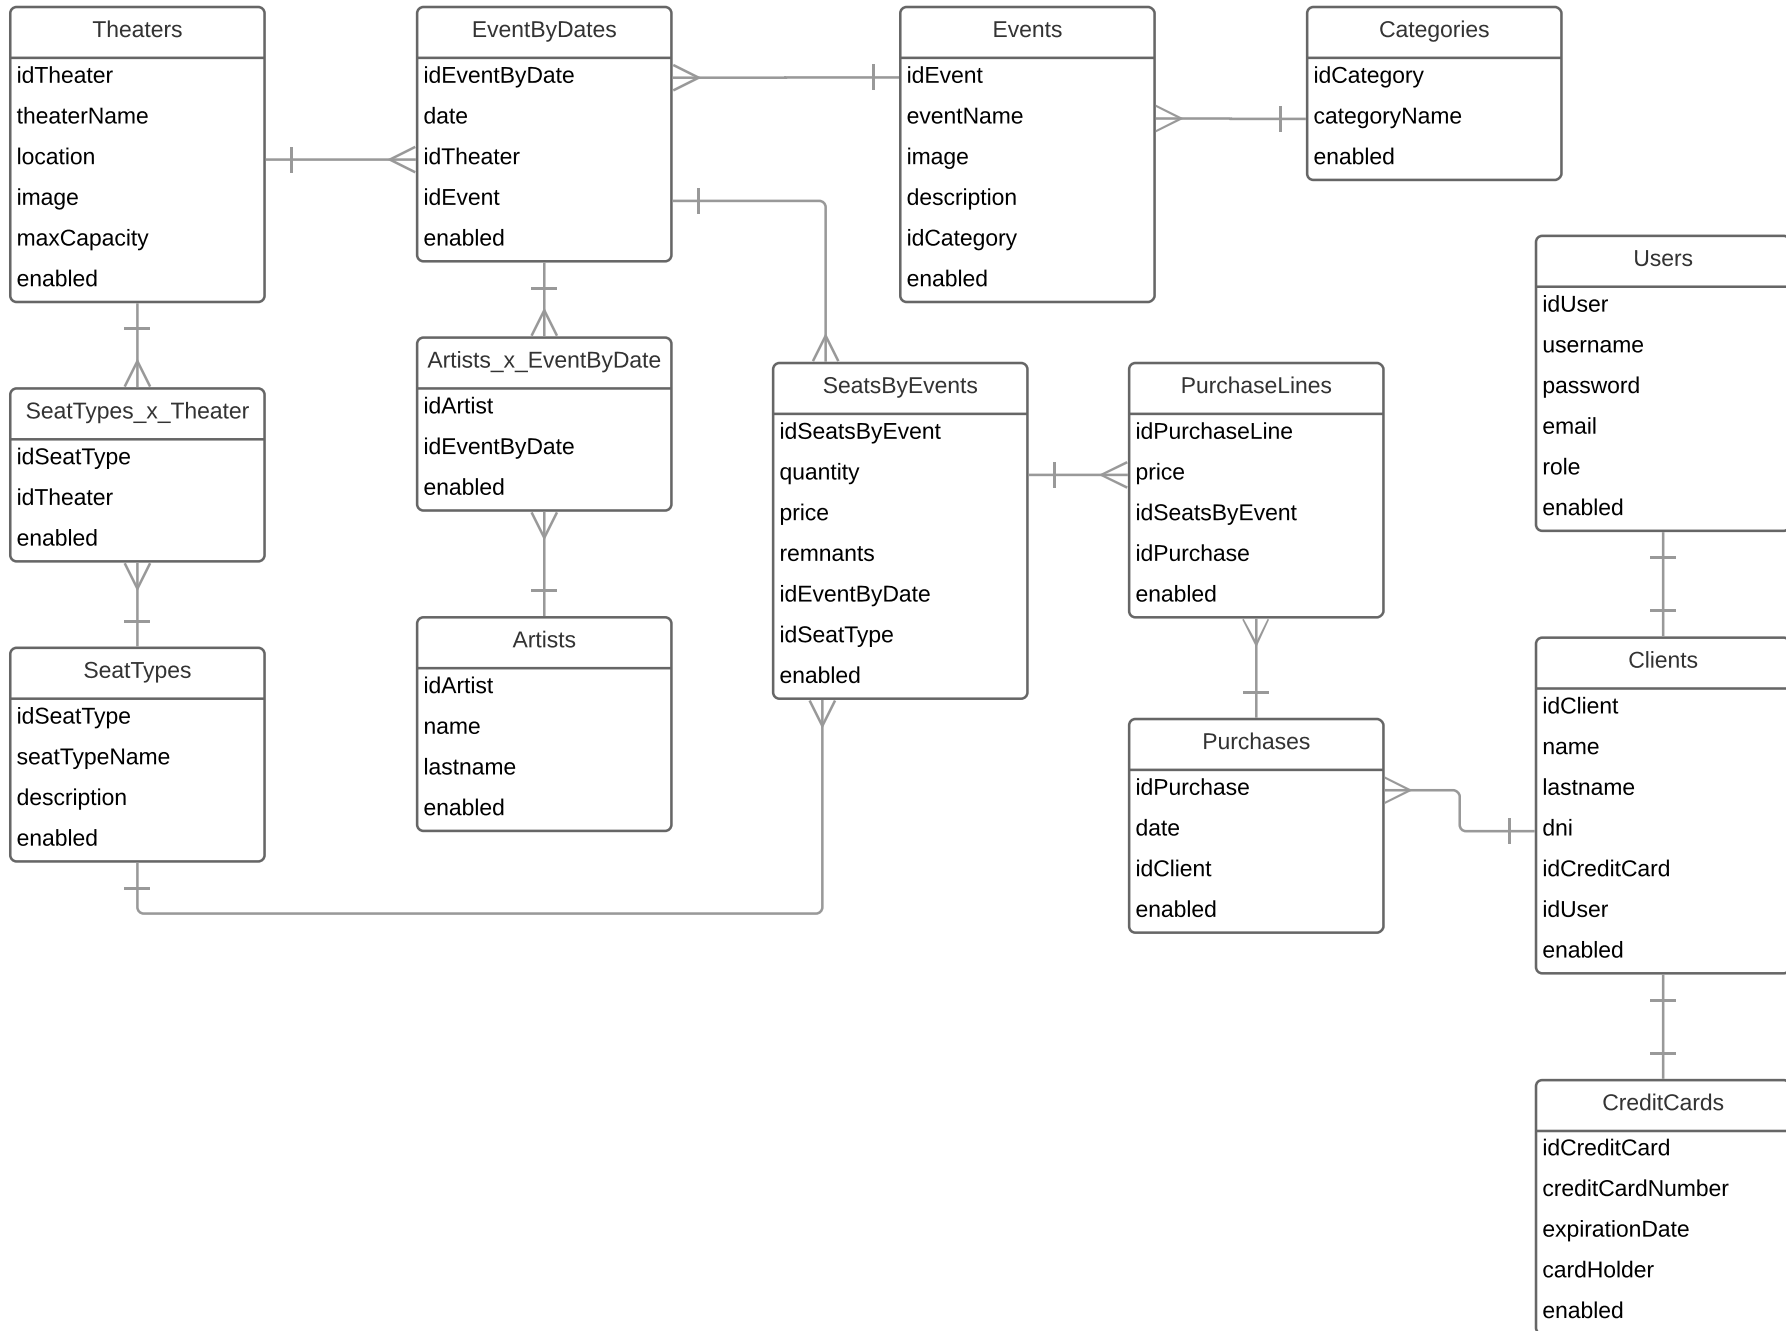 Theaters
idTheater
theaterName
location
image
maxCapacity
enabled
EventByDates
idEventByDate
date
idTheater
idEvent
enabled
Events
idEvent
eventName
image
description
idCategory
enabled
Categories
idCategory
categoryName
enabled
Users
idUser
username
password
email
role
enabled
SeatTypes_x_Theater
idSeatType
idTheater
enabled
Artists_x_EventByDate
idArtist
idEventByDate
enabled
SeatsByEvents
idSeatsByEvent
quantity
price
remnants
idEventByDate
idSeatType
enabled
PurchaseLines
idPurchaseLine
price
idSeatsByEvent
idPurchase
enabled
SeatTypes
idSeatType
seatTypeName
description
enabled
Artists
idArtist
name
lastname
enabled
Purchases
idPurchase
date
idClient
enabled
Clients
idClient
name
lastname
dni
idCreditCard
idUser
enabled
CreditCards
idCreditCard
creditCardNumber
expirationDate
cardHolder
enabled